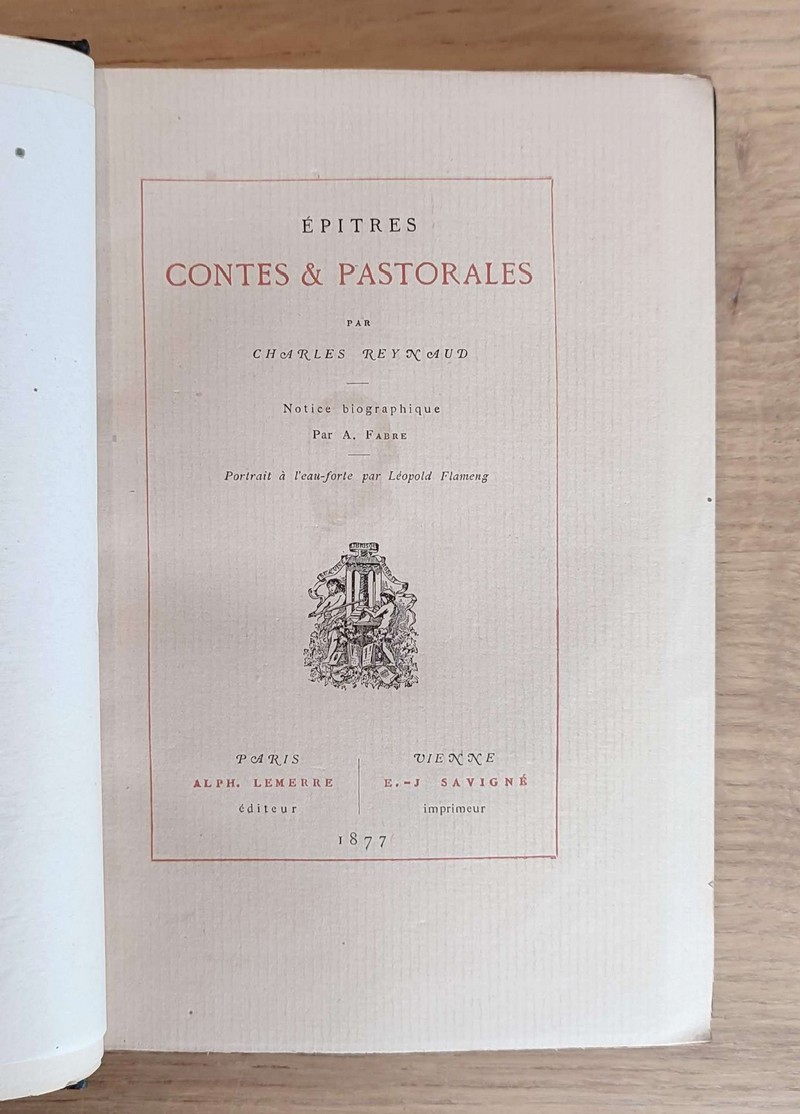 ÉPITRES
CONTES & PASTORALES
PAR
CHARLES REYNAUD
Notice biographique
Par A. FABRE
Portrait à l'eau-forte par Léopold Flameng
PARIS
ALPH. LEMERRE
éditeur
VIENNE
E.-J SAVIGNÉ
imprimeur
1877